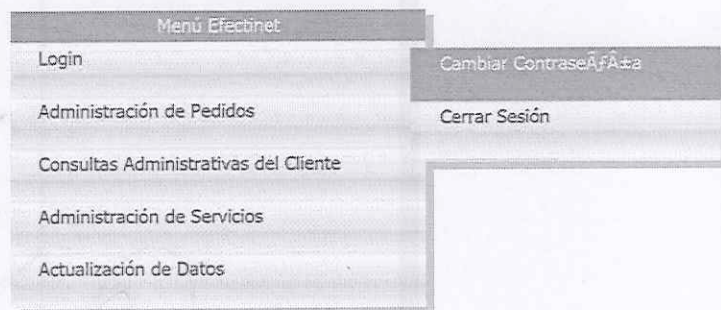 Menú Efectinet
Login
Administración de Pedidos
Consultas Administrativas del Cliente
Administración de Servicios
Actualización de Datos
Cambiar ContraseÃƒÂ±a
Cerrar Sesión